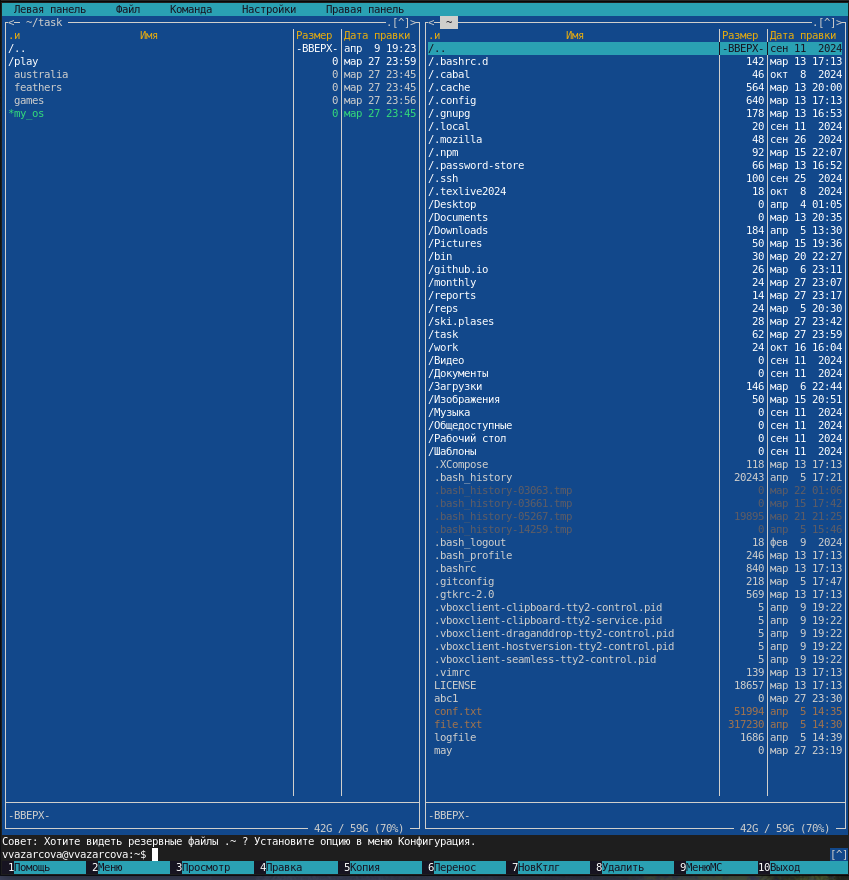 Левая панель Файл Команда Настройки Правая панель
<─ ~/task ─.[^]> <─ ~ ─.[^]>
.и Имя Размер Дата правки .и Имя Размер Дата правки
/.. -ВВЕРХ- апр 9 19:23 /.. -ВВЕРХ- сен 11 2024
/play 0 мар 27 23:59 /.bashrc.d 142 мар 13 17:13
australia 0 мар 27 23:45 /.cabal 46 окт 8 2024
feathers 0 мар 27 23:45 /.cache 564 мар 13 20:00
games 0 мар 27 23:56 /.config 640 мар 13 17:13
*my_os 0 мар 27 23:45 /.gnupg 178 мар 13 16:53
/.local 20 сен 11 2024
/.mozilla 48 сен 26 2024
/.npm 92 мар 15 22:07
/.password-store 66 мар 13 16:52
/.ssh 100 сен 25 2024
/.texlive2024 18 окт 8 2024
/Desktop 0 апр 4 01:05
/Documents 0 мар 13 20:35
/Downloads 184 апр 5 13:30
/Pictures 50 мар 15 19:36
/bin 30 мар 20 22:27
/github.io 26 мар 6 23:11
/monthly 24 мар 27 23:07
/reports 14 мар 27 23:17
/reps 24 мар 5 20:30
/ski.plases 28 мар 27 23:42
/task 62 мар 27 23:59
/work 24 окт 16 16:04
/Видео 0 сен 11 2024
/Документы 0 сен 11 2024
/Загрузки 146 мар 6 22:44
/Изображения 50 мар 15 20:51
/Музыка 0 сен 11 2024
/Общедоступные 0 сен 11 2024
/Рабочий стол 0 сен 11 2024
/Шаблоны 0 сен 11 2024
.XCompose 118 мар 13 17:13
.bash_history 20243 апр 5 17:21
.bash_history-03063.tmp 0 мар 22 01:06
.bash_history-03661.tmp 0 мар 15 17:42
.bash_history-05267.tmp 19895 мар 21 21:25
.bash_history-14259.tmp 0 апр 5 15:46
.bash_logout 18 фев 9 2024
.bash_profile 246 мар 13 17:13
.bashrc 840 мар 13 17:13
.gitconfig 218 мар 5 17:47
.gtkrc-2.0 569 мар 13 17:13
.vboxclient-clipboard-tty2-control.pid 5 апр 9 19:22
.vboxclient-clipboard-tty2-service.pid 5 апр 9 19:22
.vboxclient-draganddrop-tty2-control.pid 5 апр 9 19:22
.vboxclient-hostversion-tty2-control.pid 5 апр 9 19:22
.vboxclient-seamless-tty2-control.pid 5 апр 9 19:22
.vimrc 139 мар 13 17:13
LICENSE 18657 мар 13 17:13
abc1 0 мар 27 23:30
conf.txt 51994 апр 5 14:35
file.txt 317230 апр 5 14:30
logfile 1686 апр 5 14:39
may 0 мар 27 23:19
-ВВЕРХ- -ВВЕРХ-
42G / 59G (70%) 42G / 59G (70%)
Совет: Хотите видеть резервные файлы .~ ? Установите опцию в меню Конфигурация.
vvazarcova@vvazarcova:~$ [^]
1Помощь 2Меню 3Просмотр 4Правка 5Копия 6Перенос 7НовКтлг 8Удалить 9МенюМС 10Выход